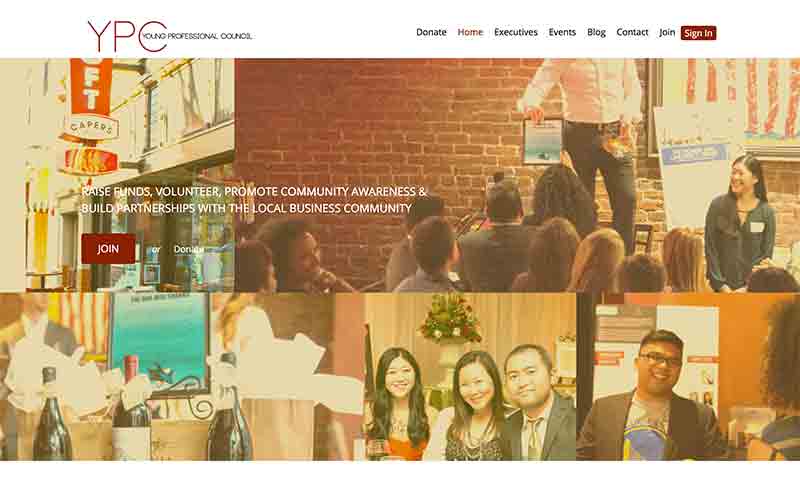 YPC YOUNG PROFESSIONAL COUNCIL
Donate Home Executives Events Blog Contact Join Sign In
CAPERS
RAISE FUNDS, VOLUNTEER, PROMOTE COMMUNITY AWARENESS &
BUILD PARTNERSHIPS WITH THE LOCAL BUSINESS COMMUNITY
JOIN or Donate